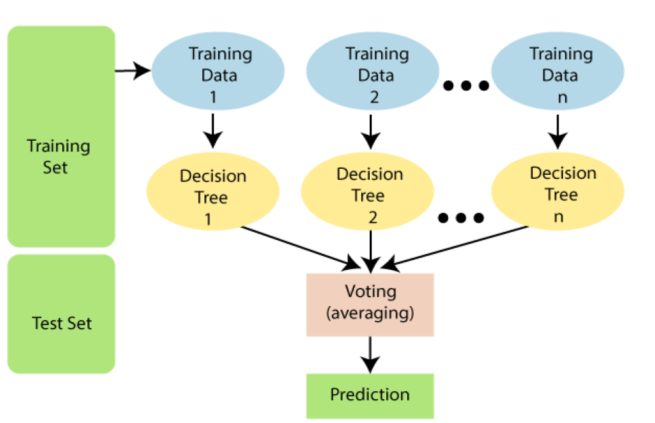 Training
Set
Test Set
Training
Data
1
Training
Data
2
Training
Data
n
Decision
Tree
1
Decision
Tree
2
Decision
Tree
n
Voting
(averaging)
Prediction